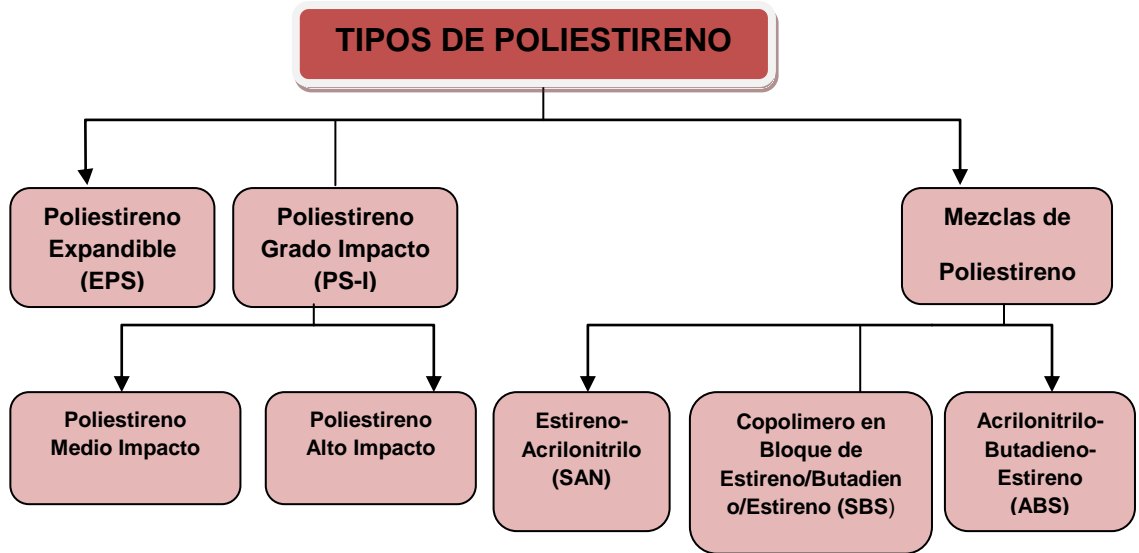 TIPOS DE POLIESTIRENO
Poliestireno
Expandible
(EPS)
Poliestireno
Grado Impacto
(PS-I)
Mezclas de
Poliestireno
Poliestireno
Medio Impacto
Poliestireno
Alto Impacto
Estireno-
Acrilonitrilo
(SAN)
Copolimero en
Bloque de
Estireno/Butadien
o/Estireno (SBS)
Acrilonitrilo-
Butadieno-
Estireno
(ABS)